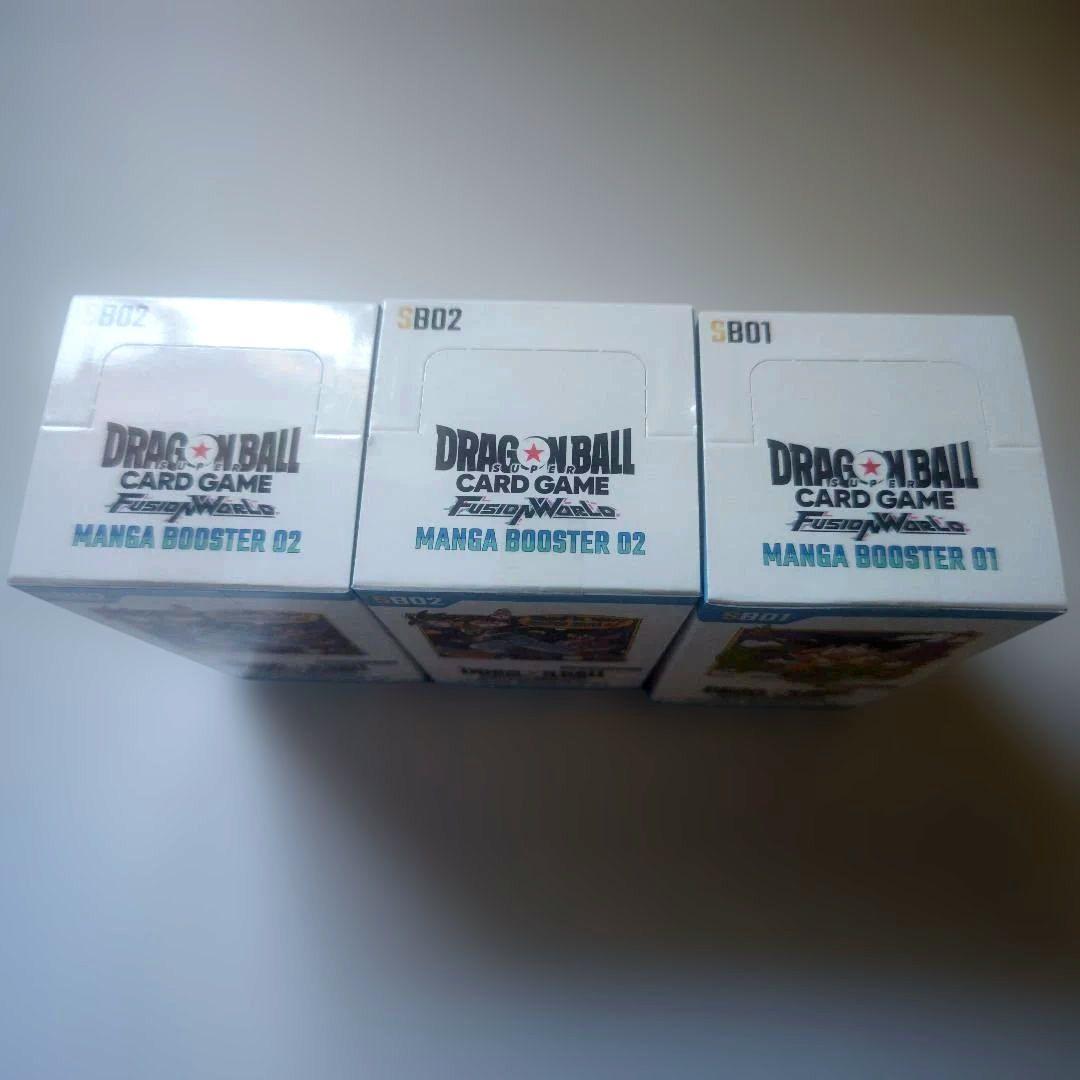 SB02
DRAGON BALL
SUPER
CARD GAME
FUSION WORLD
MANGA BOOSTER 02
SB02
DRAGON BALL
SUPER
CARD GAME
FUSION WORLD
MANGA BOOSTER 02
SB02
SB01
DRAGON BALL
SUPER
CARD GAME
FUSION WORLD
MANGA BOOSTER 01
SB01